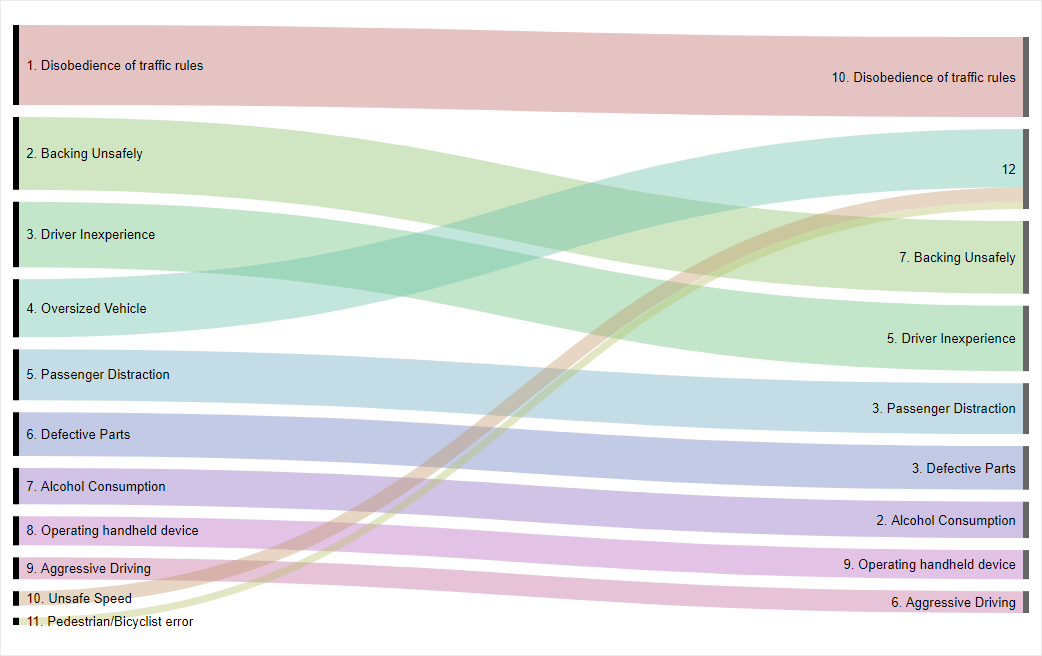 1. Disobedience of traffic rules
2. Backing Unsafely
3. Driver Inexperience
4. Oversized Vehicle
5. Passenger Distraction
6. Defective Parts
7. Alcohol Consumption
8. Operating handheld device
9. Aggressive Driving
10. Unsafe Speed
11. Pedestrian/Bicyclist error
10. Disobedience of traffic rules
12
7. Backing Unsafely
5. Driver Inexperience
3. Passenger Distraction
3. Defective Parts
2. Alcohol Consumption
9. Operating handheld device
6. Aggressive Driving